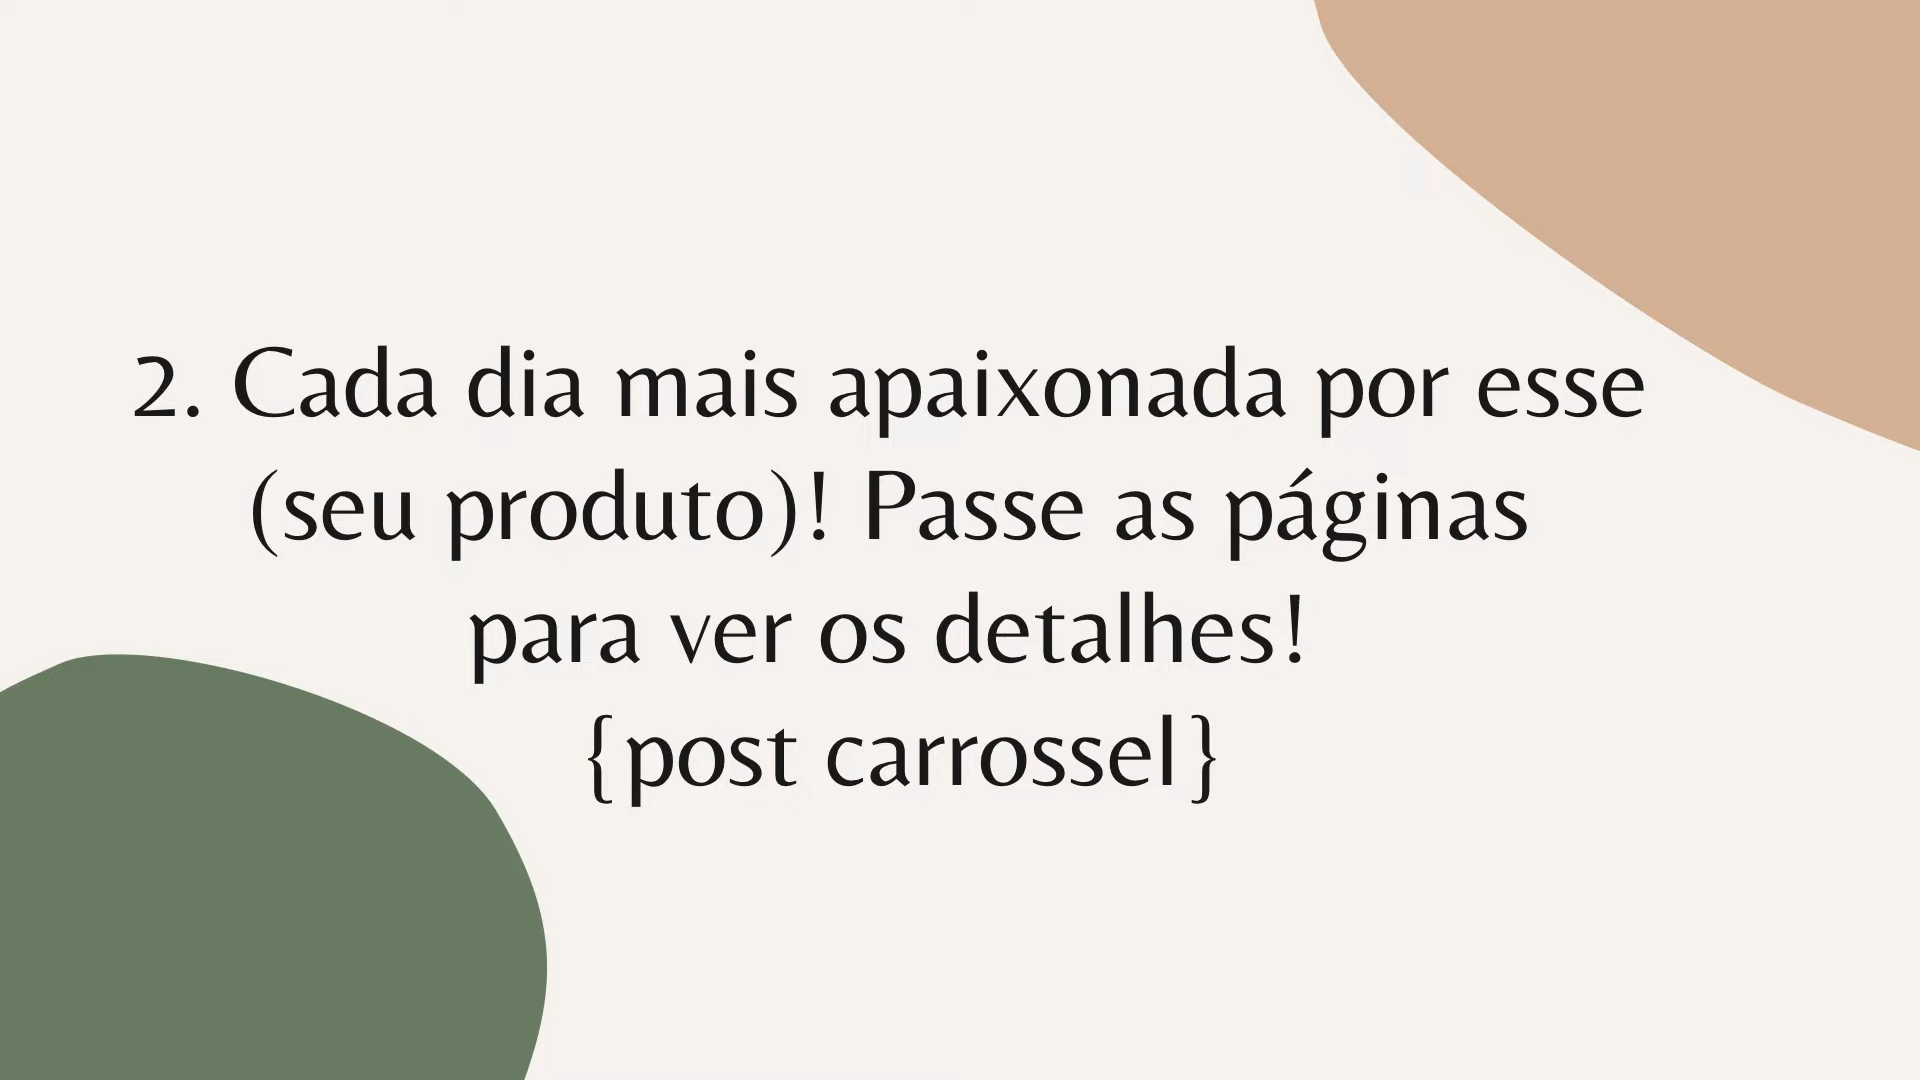 2. Cada dia mais apaixonada por esse
(seu produto)! Passe as páginas
para ver os detalhes!
{post carrossel}